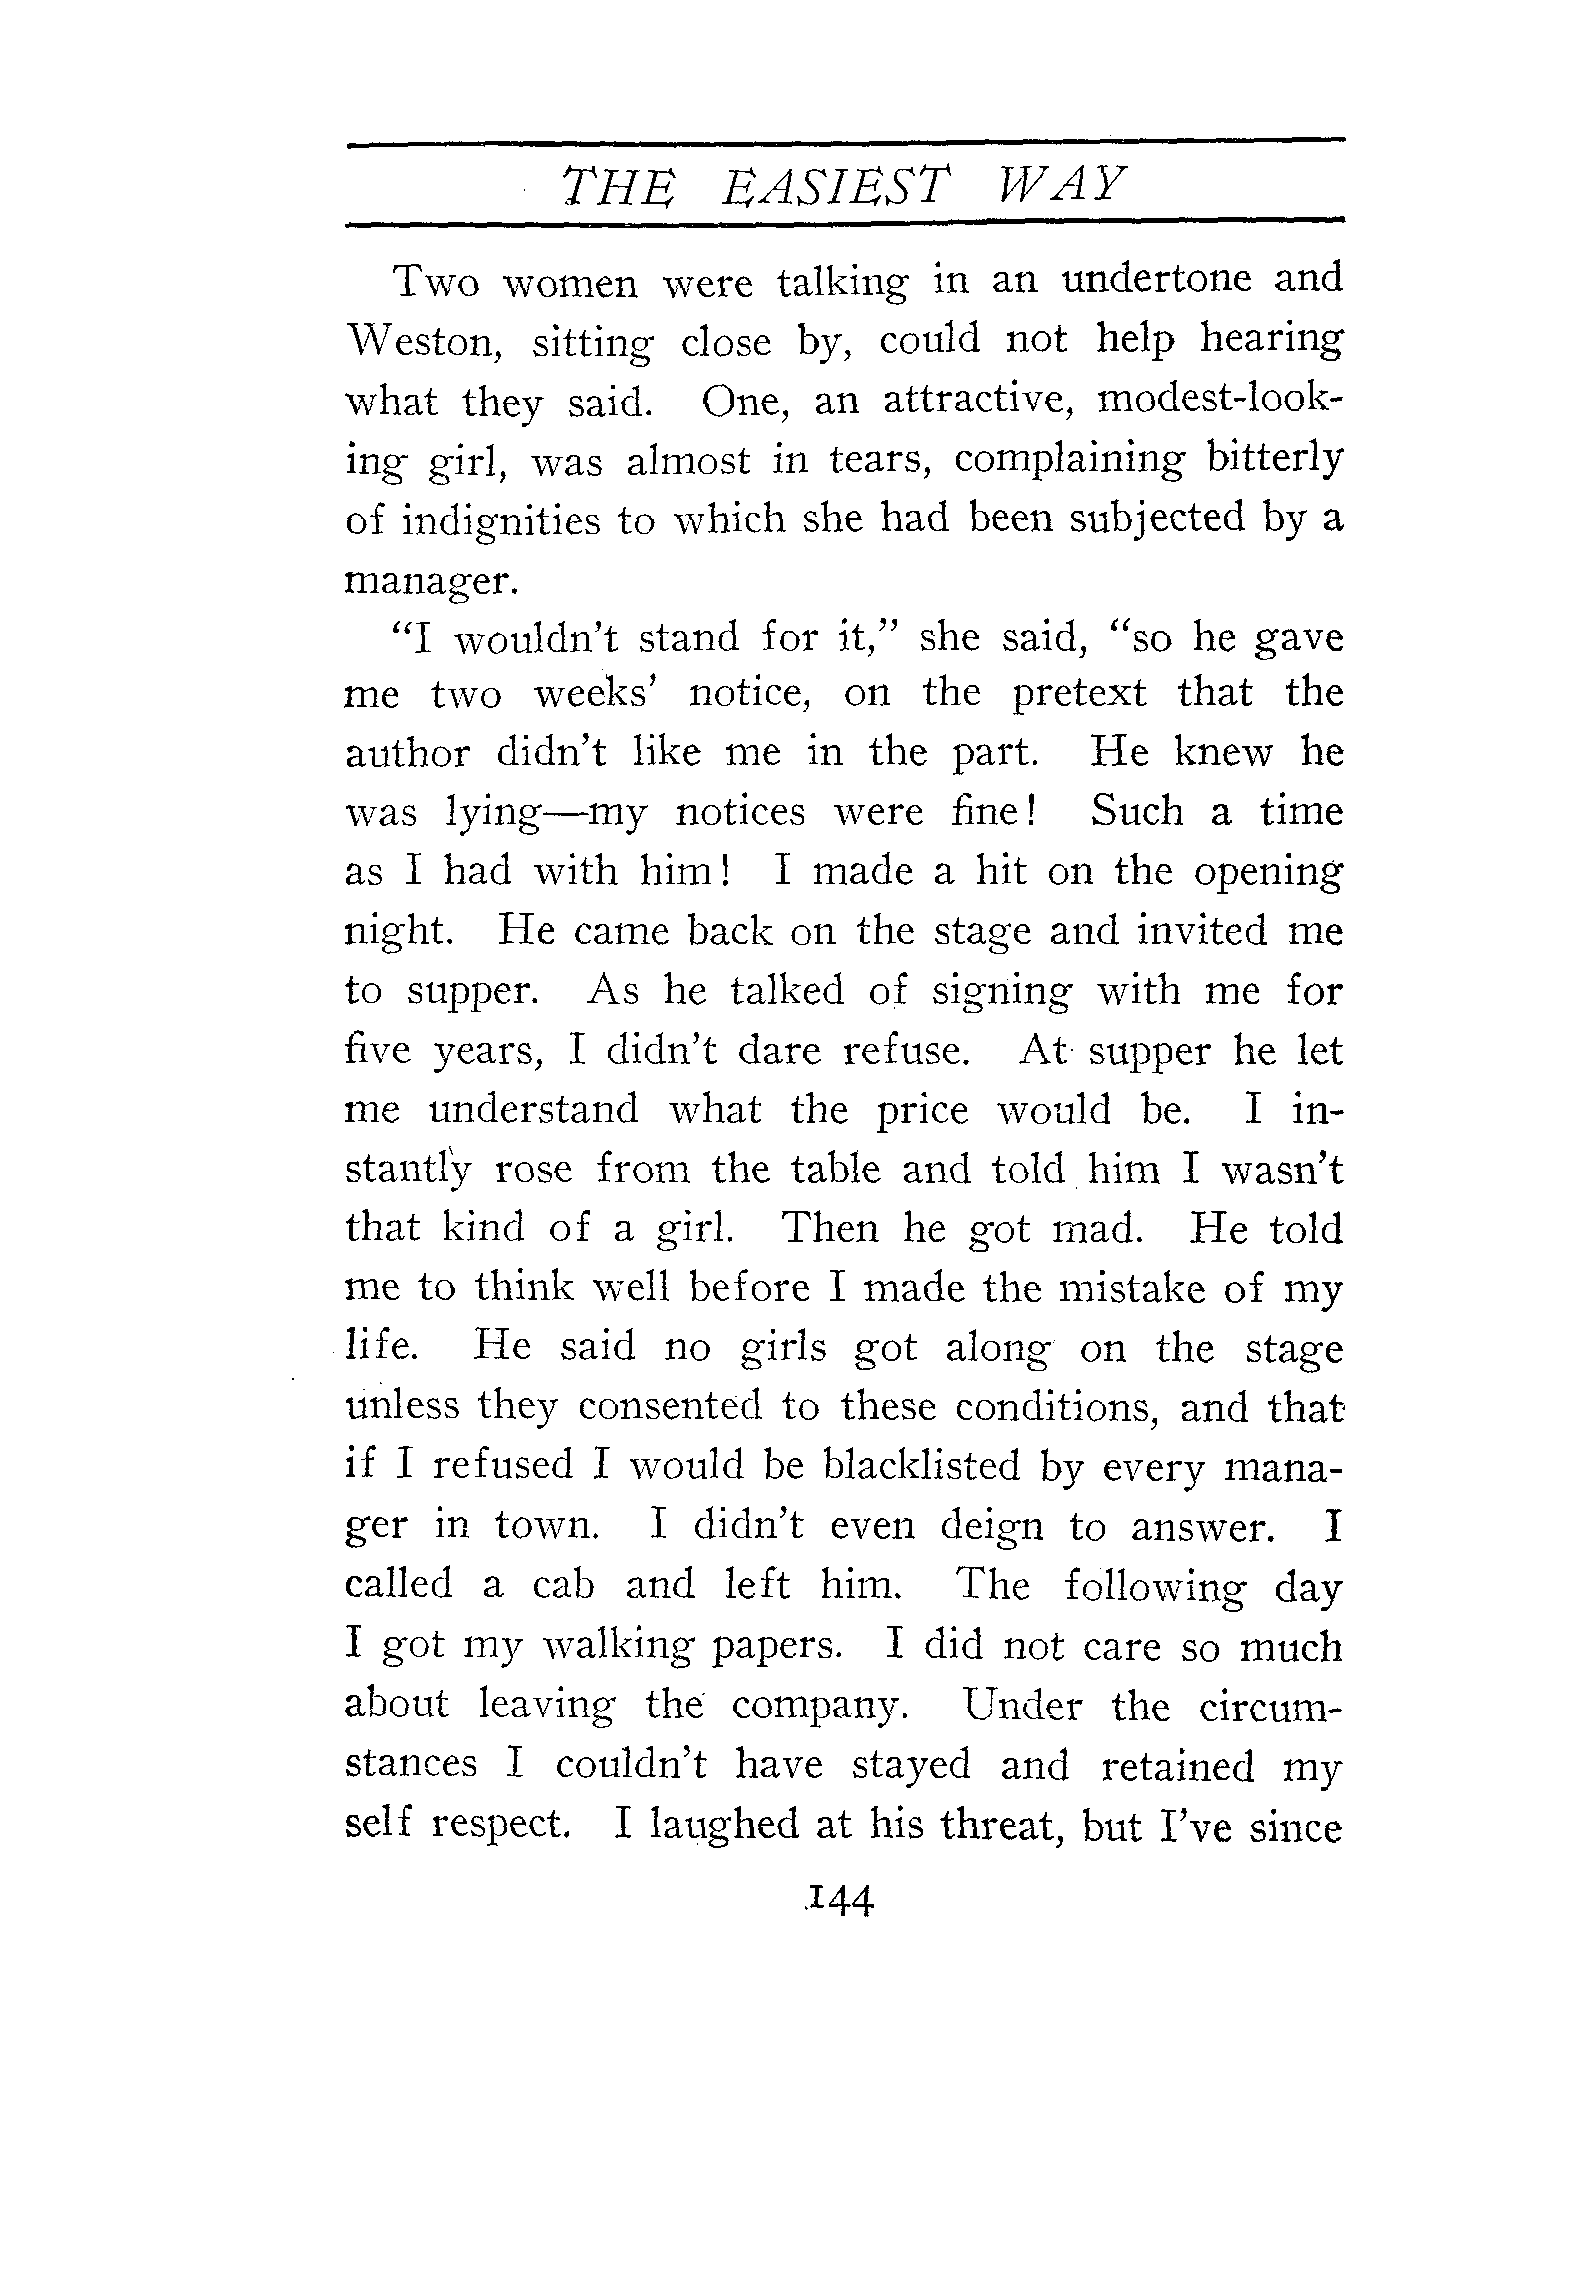 THE EASIEST WAY
Two women were talking in an undertone and
Weston, sitting close by, could not help hearing
what they said. One, an attractive, modest-look-
ing girl, was almost in tears, complaining bitterly
of indignities to which she had been subjected by a
manager.
“I wouldn’t stand for it,” she said, “so he gave
me two weeks’ notice, on the pretext that the
author didn’t like me in the part. He knew he
was lying—my notices were fine! Such a time
as I had with him! I made a hit on the opening
night. He came back on the stage and invited me
to supper. As he talked of signing with me for
five years, I didn’t dare refuse. At supper he let
me understand what the price would be. I in-
stantly rose from the table and told him I wasn’t
that kind of a girl. Then he got mad. He told
me to think well before I made the mistake of my
life. He said no girls got along on the stage
unless they consented to these conditions, and that
if I refused I would be blacklisted by every mana-
ger in town. I didn’t even deign to answer. I
called a cab and left him. The following day
I got my walking papers. I did not care so much
about leaving the company. Under the circum-
stances I couldn’t have stayed and retained my
self respect. I laughed at his threat, but I’ve since
144